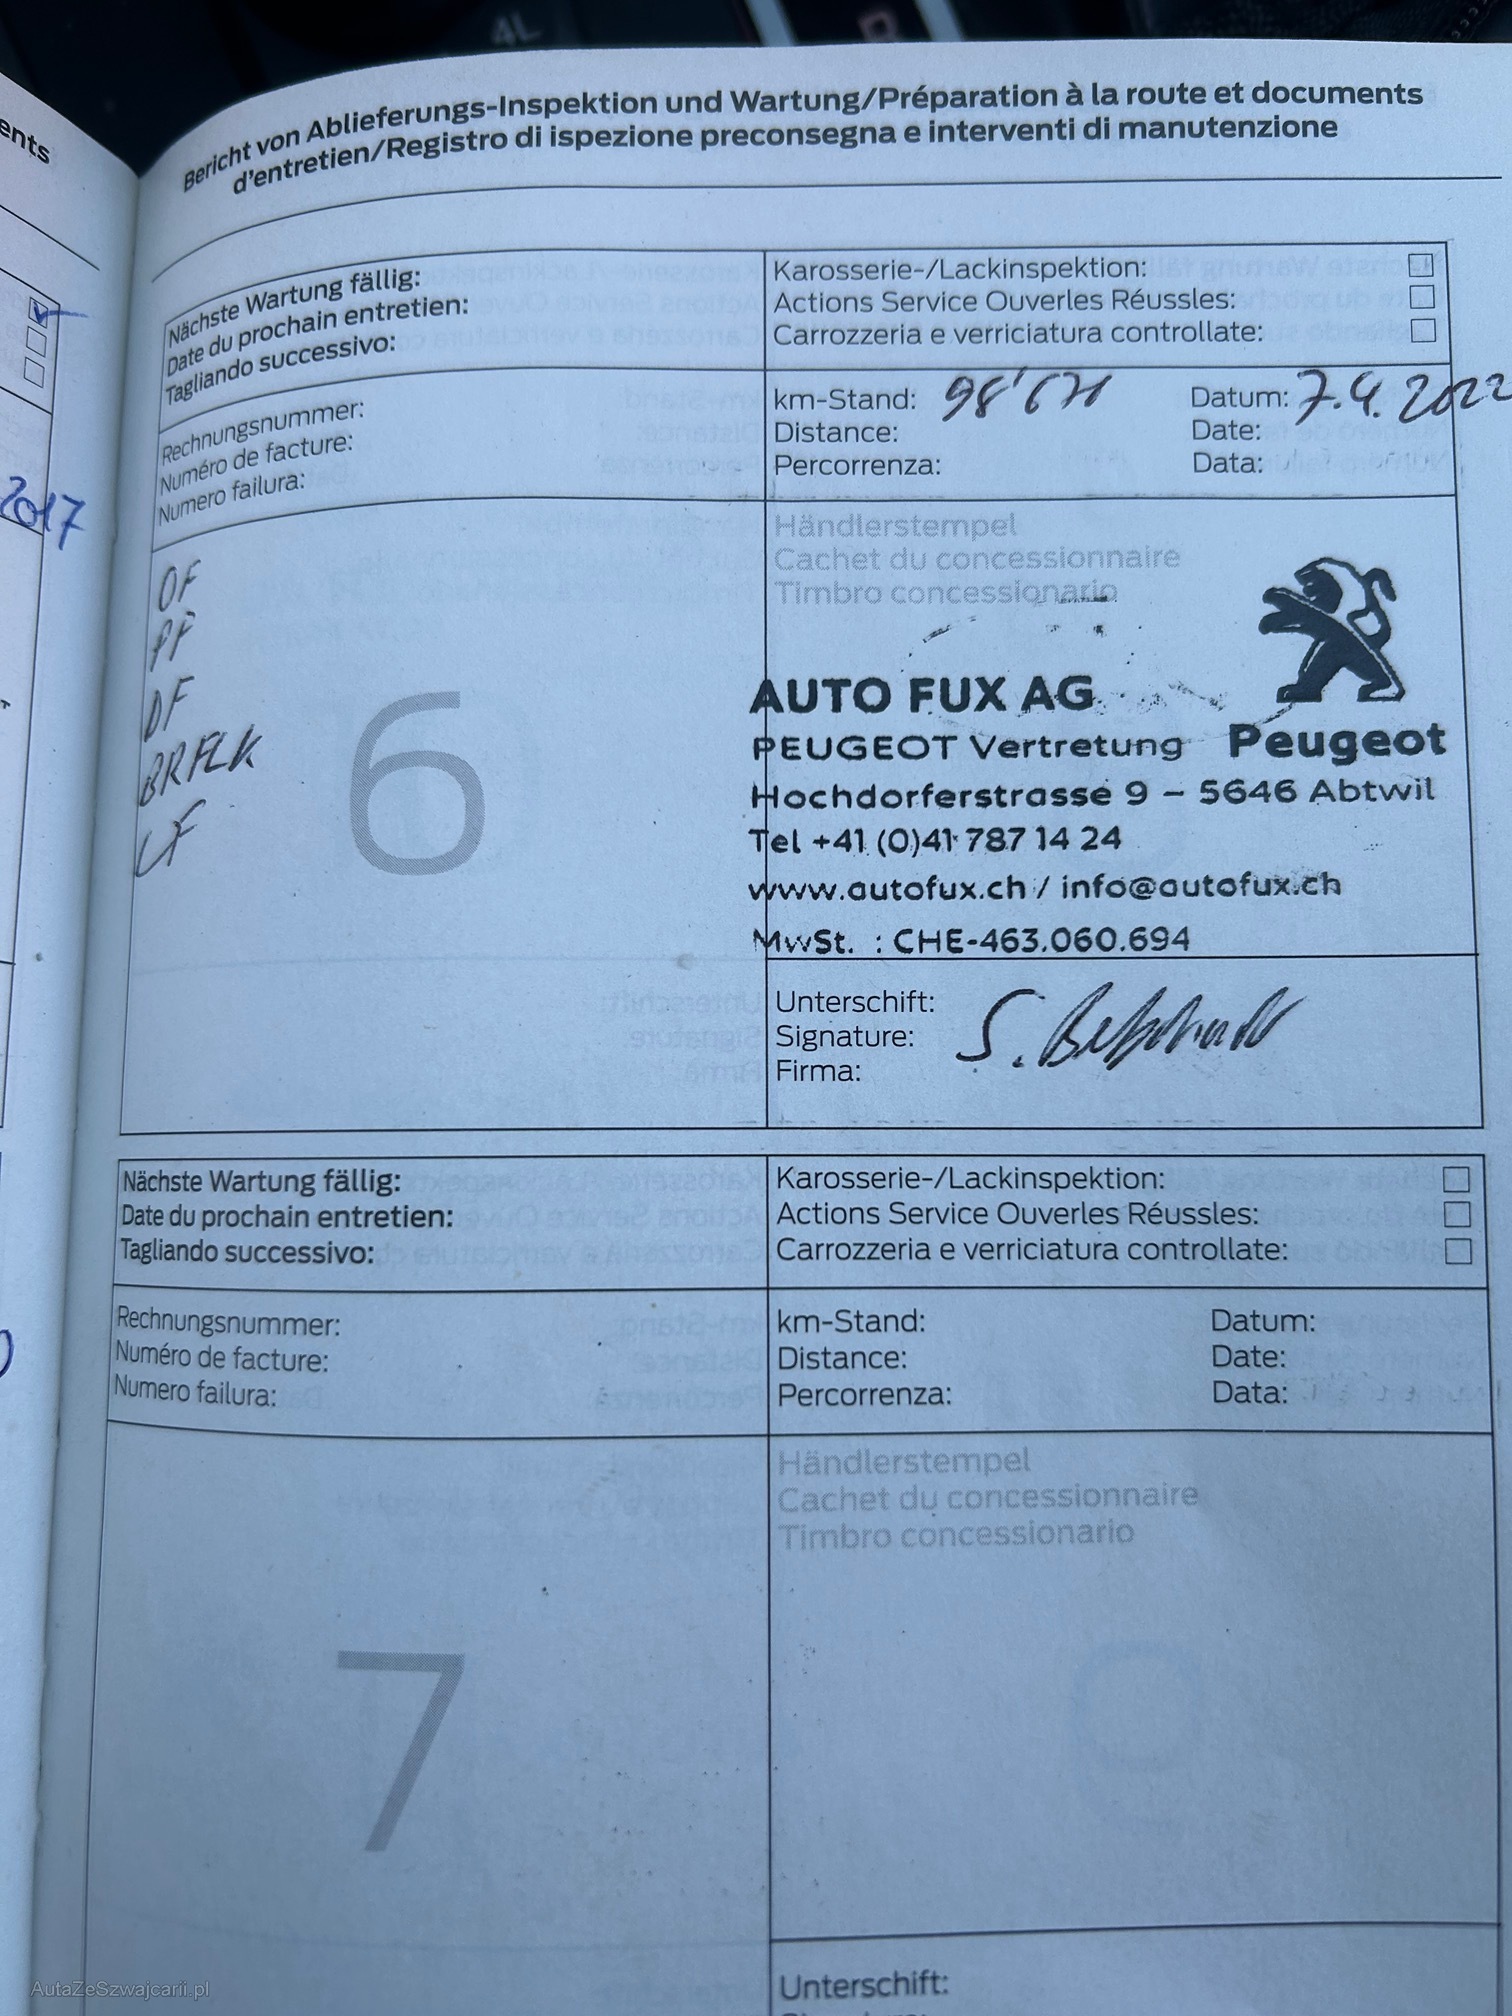 4L
R
ents
2017
Bericht von Ablieferungs-Inspektion und Wartung/Préparation à la route et documents
d'entretien/Registro di ispezione preconsegna e interventi di manutenzione
Nächste Wartung fällig:
Date du prochain entretien:
Tagliando successivo:
Karosserie-/Lackinspektion:
Actions Service Ouverles Réussles:
Carrozzeria e verriciatura controllate:
Rechnungsnummer:
Numéro de facture:
Numero failura:
km-Stand: 98'671 Datum: 7.4.2022
Distance: Date:
Percorrenza: Data:
OF
PF
DF
BRFLK
LF
6
Händlerstempel
Cachet du concessionnaire
Timbro concessionario
AUTO FUX AG
PEUGEOT Vertretung Peugeot
Hochdorferstrasse 9 – 5646 Abtwil
Tel +41 (0)41 787 14 24
www.autofux.ch / info@autofux.ch
MwSt. : CHE-463.060.694
Unterschift:
Signature: S.
Firma:
Nächste Wartung fällig:
Date du prochain entretien:
Tagliando successivo:
Karosserie-/Lackinspektion:
Actions Service Ouverles Réussles:
Carrozzeria e verriciatura controllate:
Rechnungsnummer:
Numéro de facture:
Numero failura:
km-Stand: Datum:
Distance: Date:
Percorrenza: Data:
7
Händlerstempel
Cachet du concessionnaire
Timbro concessionario
Unterschift:
AutaZeSzwajcarii.pl